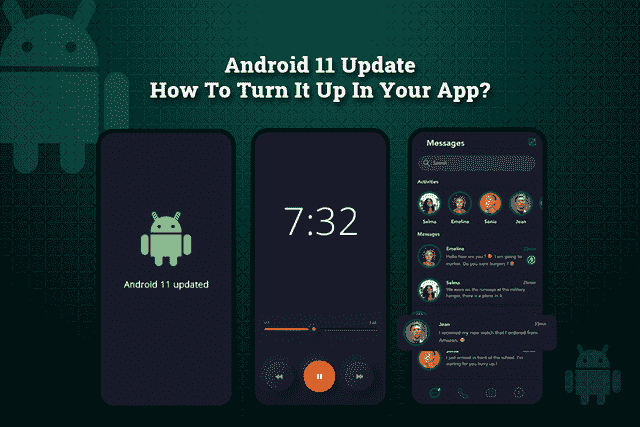 Android 11 Update
How To Turn It Up In Your App?
Android 11 updated
7:32
Messages
Search
Activities
Selma
Emeline
Sania
Jean
Messages
Emeline
Hello how are you ? I am going to
market. Do you want burgers ?
Selma
We were on the runways at the military
hangar, there is a plane in it.
Jean
I received my new watch that I ordered from
Amazon.
I just arrived in front of the school. I'm
waiting for you hurry up !